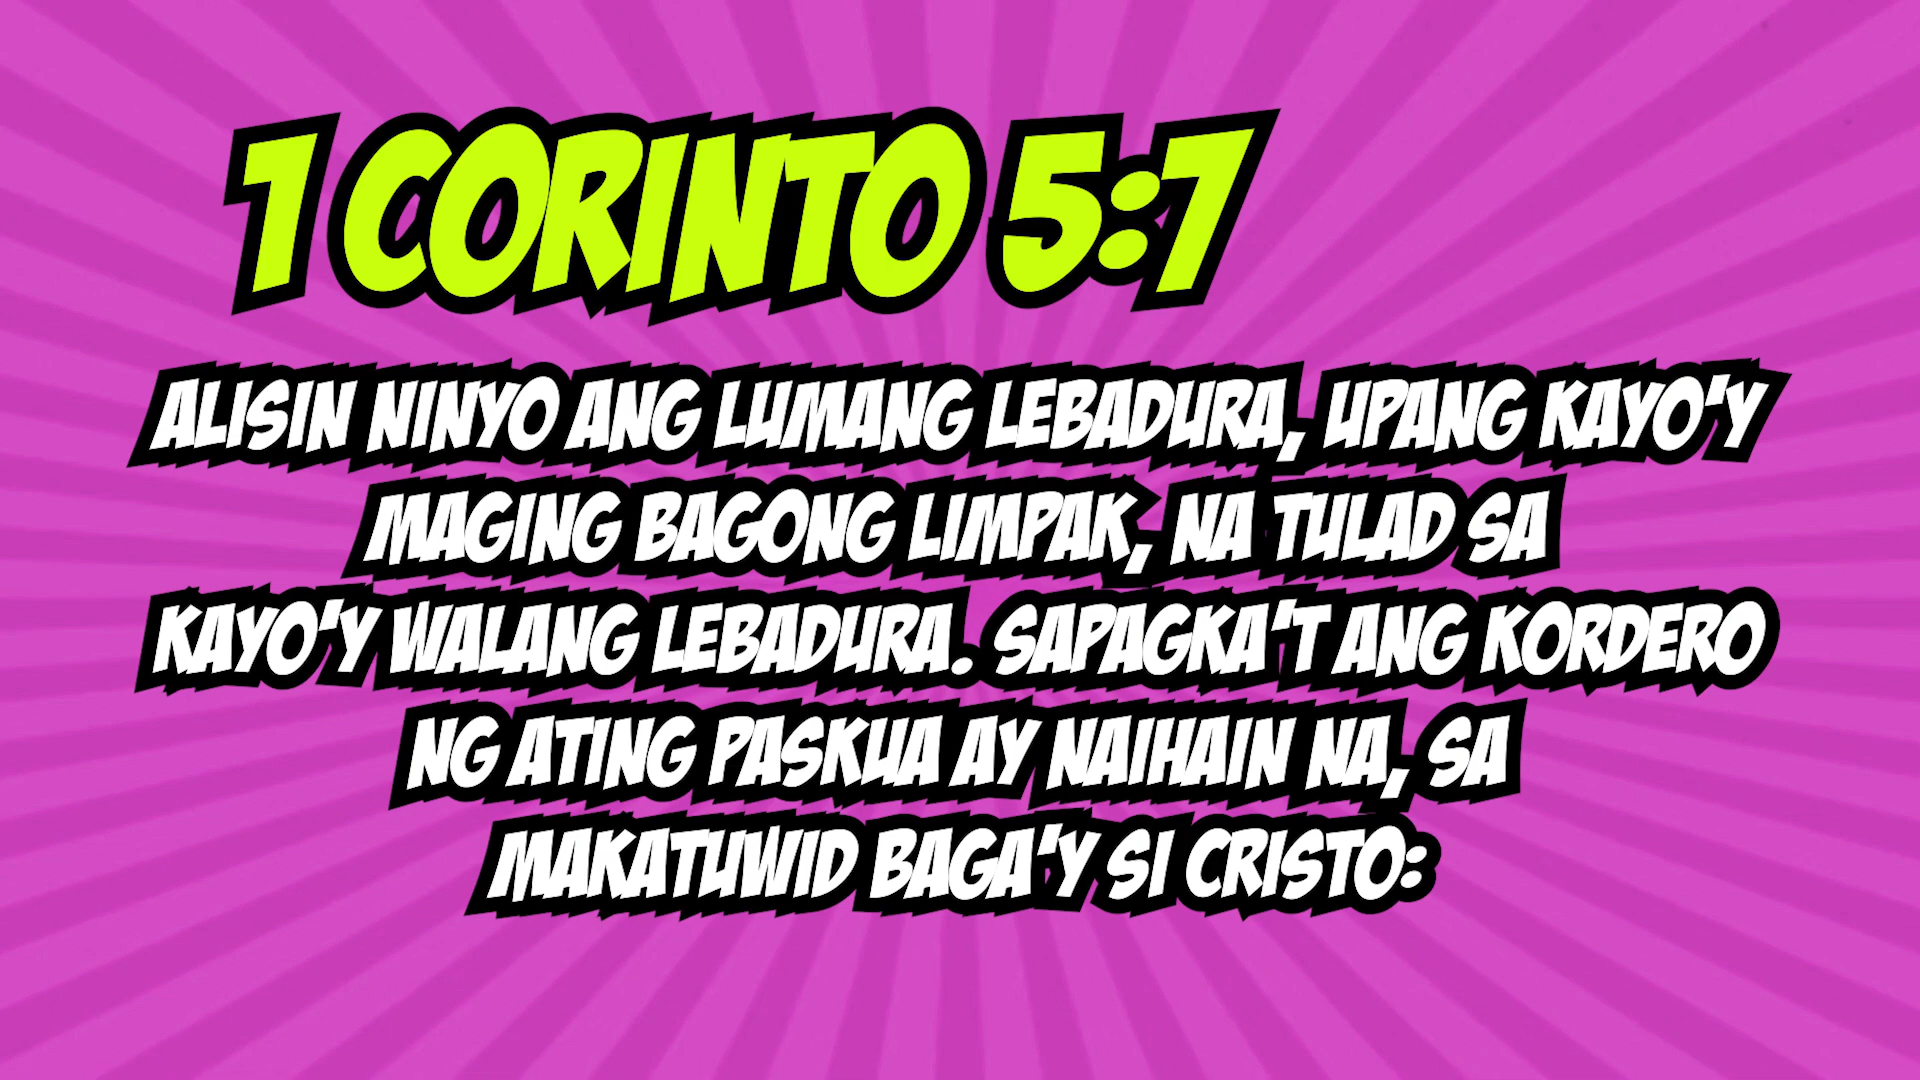 1 CORINTO 5:7
ALISIN NINYO ANG LUMANG LEBADURA, UPANG KAYO'Y
MAGING BAGONG LIMPAK, NA TULAD SA
KAYO'Y WALANG LEBADURA. SAPAGKA'T ANG KORDERO
NG ATING PASKUA AY NAIHAIN NA, SA
MAKATUWID BAGA'Y SI CRISTO: